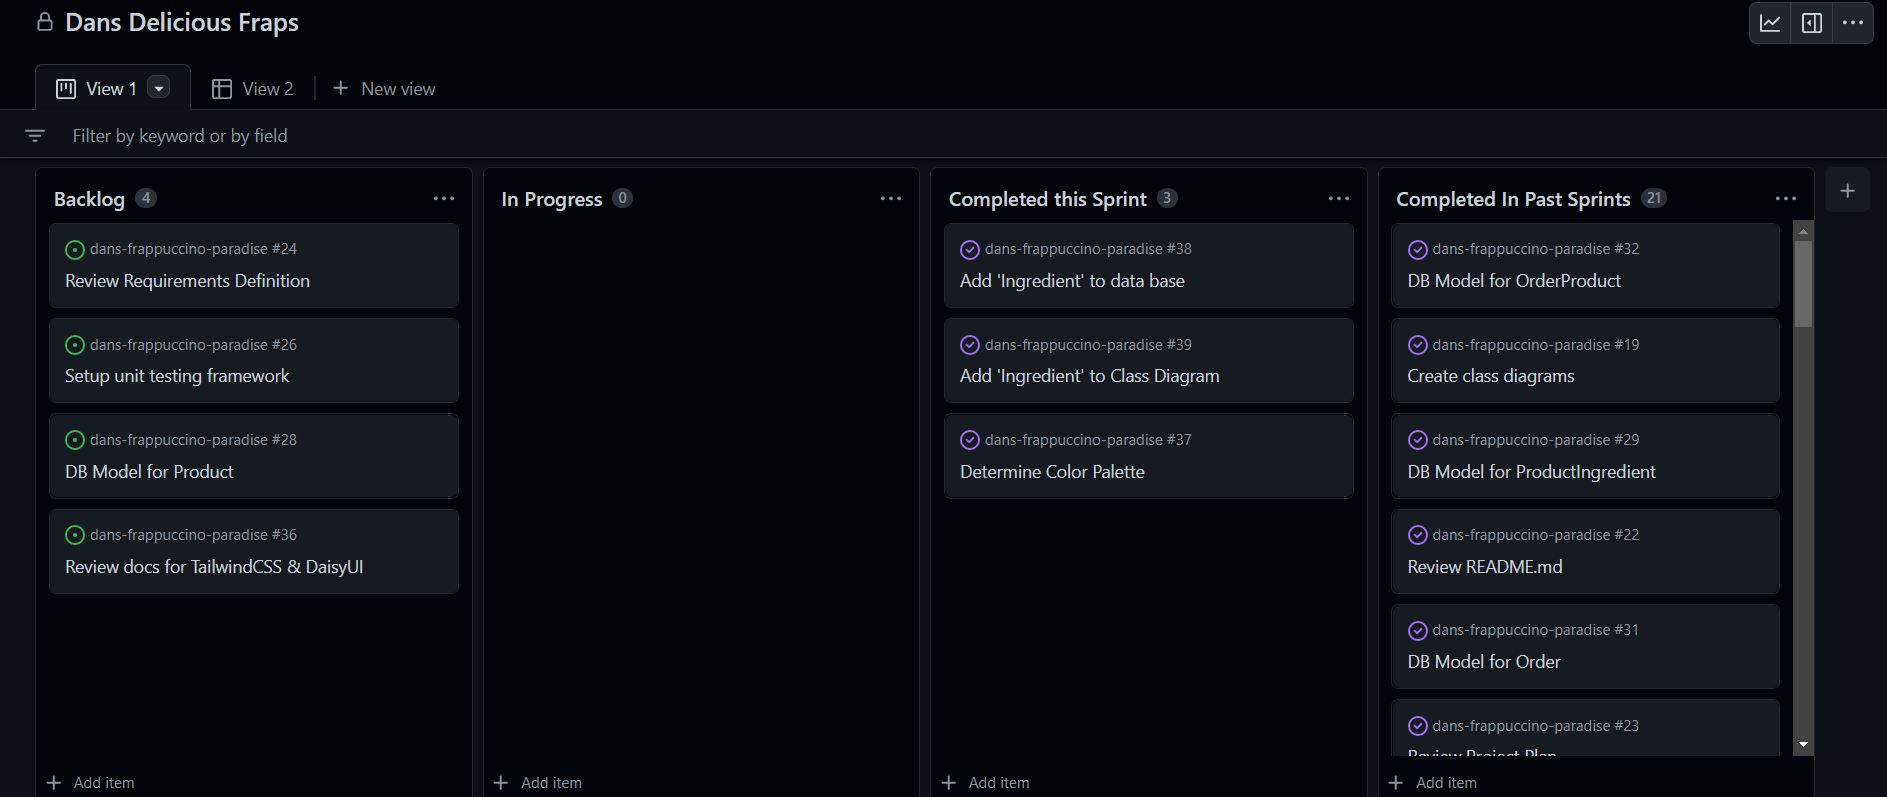 Dans Delicious Fraps
View 1
View 2
New view
Filter by keyword or by field
Backlog 4
dans-frappuccino-paradise #24
Review Requirements Definition
dans-frappuccino-paradise #26
Setup unit testing framework
dans-frappuccino-paradise #28
DB Model for Product
dans-frappuccino-paradise #36
Review docs for TailwindCSS & DaisyUI
Add item
In Progress 0
Add item
Completed this Sprint 3
dans-frappuccino-paradise #38
Add 'Ingredient' to data base
dans-frappuccino-paradise #39
Add 'Ingredient' to Class Diagram
dans-frappuccino-paradise #37
Determine Color Palette
Add item
Completed In Past Sprints 21
dans-frappuccino-paradise #32
DB Model for OrderProduct
dans-frappuccino-paradise #19
Create class diagrams
dans-frappuccino-paradise #29
DB Model for ProductIngredient
dans-frappuccino-paradise #22
Review README.md
dans-frappuccino-paradise #31
DB Model for Order
dans-frappuccino-paradise #23
Review Project Plan
Add item